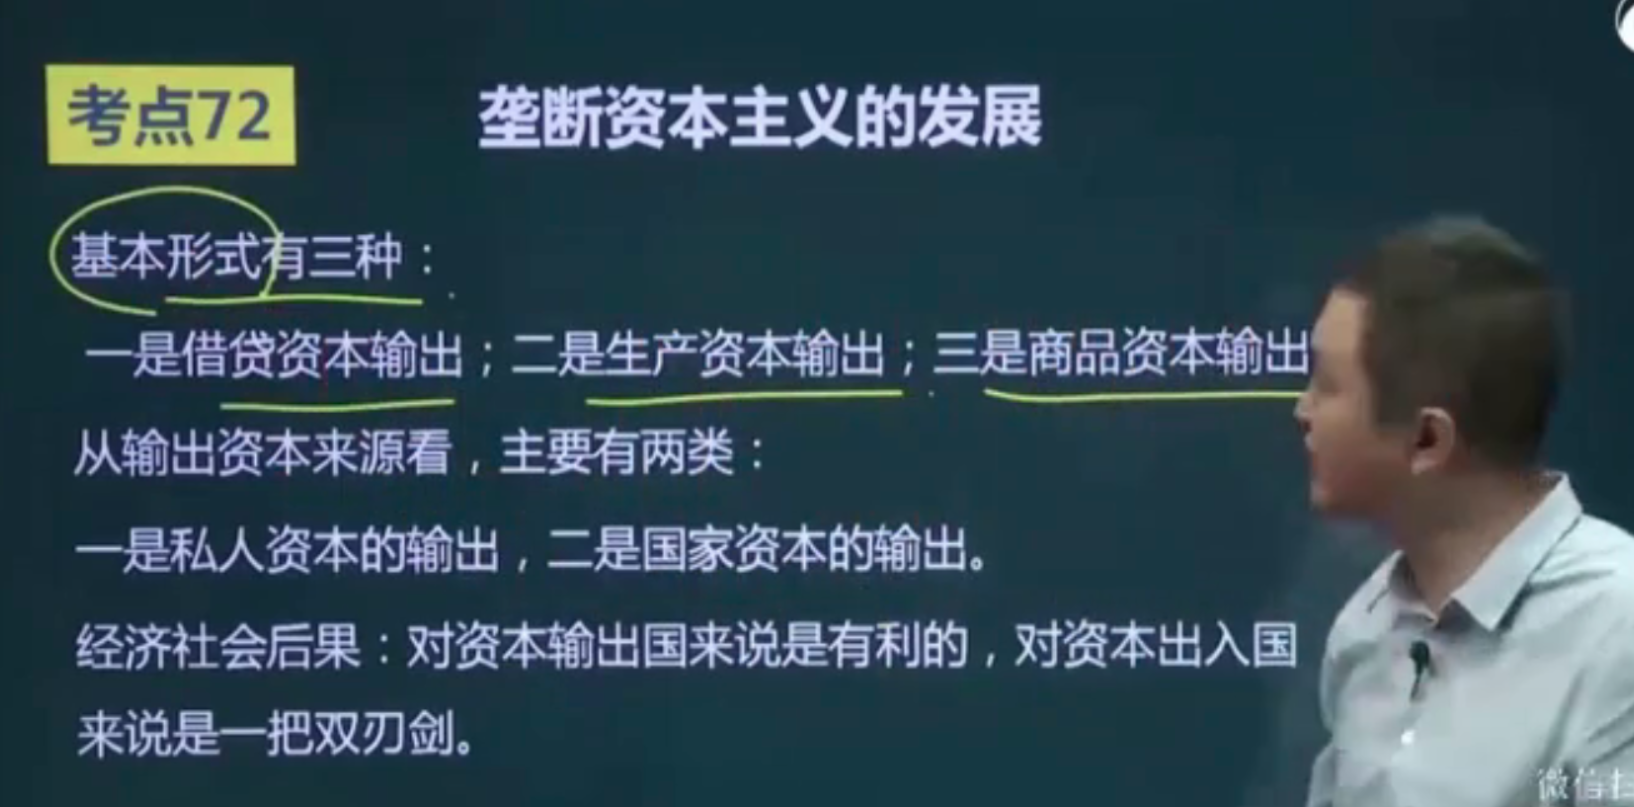 考点72
垄断资本主义的发展
基本形式有三种：
一是借贷资本输出；二是生产资本输出；三是商品资本输出
从输出资本来源看，主要有两类：
一是私人资本的输出，二是国家资本的输出。
经济社会后果：对资本输出国来说是有利的，对资本出入国
来说是一把双刃剑。
微信扫